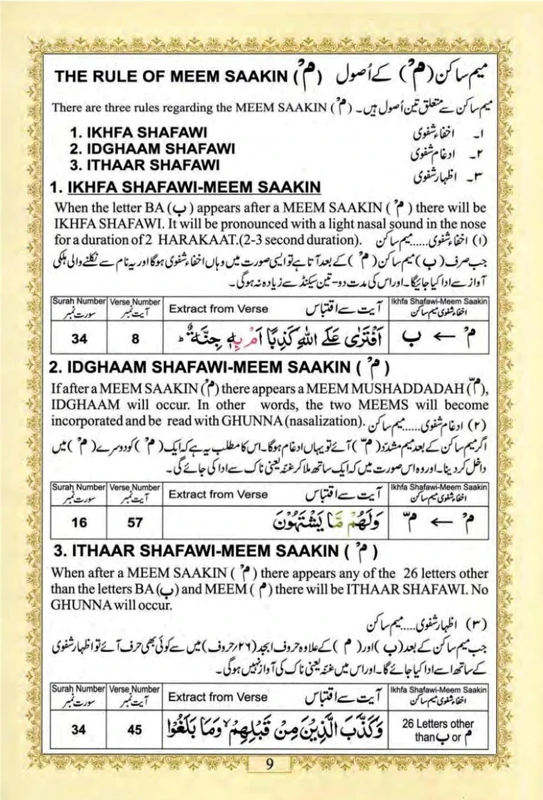 THE RULE OF MEEM SAAKIN (مْ) میم ساکن (مْ) کے اُصول
There are three rules regarding the MEEM SAAKIN (مْ) میم ساکن سے متعلق تین اُصول ہیں۔
1. IKHFA SHAFAWI ۱۔ اخفاء شفوی
2. IDGHAAM SHAFAWI ۲۔ ادغام شفوی
3. ITHAAR SHAFAWI ۳۔ اظہار شفوی
1. IKHFA SHAFAWI-MEEM SAAKIN
When the letter BA (ب) appears after a MEEM SAAKIN (مْ) there will be
IKHFA SHAFAWI. It will be pronounced with a light nasal sound in the nose
for a duration of 2 HARAKAAT.(2-3 second duration). (۱) اخفاء شفوی.....میم ساکن
جب صرف (ب) میم ساکن (مْ) کے بعد آتا ہے تو ایسی صورت میں وہاں اخفاء شفوی ہوگا اور یہ نام سے نکلنے والی ہلکی
آواز سے ادا کیا جائیگا۔ اور اس کی مدت دو-تین سیکنڈ سے زیادہ نہ ہوگی۔
Surah Number سورت نمبر Verse Number آیت نمبر Extract from Verse آیت سے اقتباس Ikhfa Shafawi-Meem Saakin اخفاء شفوی میم ساکن
34 8 اَفْتَرٰى عَلَى اللّٰهِ كَذِبًا اَمْ بِهٖ جِنَّةٌ ؕ مْ ← ب
2. IDGHAAM SHAFAWI-MEEM SAAKIN (مْ)
If after a MEEM SAAKIN (مْ) there appears a MEEM MUSHADDADAH (مّ),
IDGHAAM will occur. In other words, the two MEEMS will become
incorporated and be read with GHUNNA (nasalization). (۲) ادغام شفوی.....میم ساکن
اگر میم ساکن کے بعد میم مشدد (مّ) آئے تو یہاں ادغام ہوگا۔ اس کا مطلب یہ ہے کہ ایک (مْ) کو دوسرے (مْ) میں
داخل کر دینا۔ اور وہ اس صورت میں کہ ایک ساتھ ملا کر غنہ یعنی ناک سے ادا کی جائے گی۔
Surah Number سورت نمبر Verse Number آیت نمبر Extract from Verse آیت سے اقتباس Ikhfa Shafawi-Meem Saakin اخفاء شفوی میم ساکن
16 57 وَلَهُمْ مَّا يَشْتَهُوْنَ مْ ← مّ
3. ITHAAR SHAFAWI-MEEM SAAKIN (مْ)
When after a MEEM SAAKIN (مْ) there appears any of the 26 letters other
than the letters BA (ب) and MEEM (م) there will be ITHAAR SHAFAWI. No
GHUNNA will occur.
(۳) اظہار شفوی.....میم ساکن
جب میم ساکن کے بعد (ب) اور (م) کے علاوہ حروف ابجد (۲۶ حروف) میں سے کوئی بھی حرف آئے تو اظہار شفوی
کے ساتھ اسے ادا کیا جائے گا۔ اور اس میں غنہ یعنی ناک کی آواز نہیں ہوگی۔
Surah Number سورت نمبر Verse Number آیت نمبر Extract from Verse آیت سے اقتباس Ikhfa Shafawi-Meem Saakin اخفاء شفوی میم ساکن
34 45 وَكَذَّبَ الَّذِيْنَ مِنْ قَبْلِهِمْ ۙ وَمَا بَلَغُوْا 26 Letters other than ب or م
9